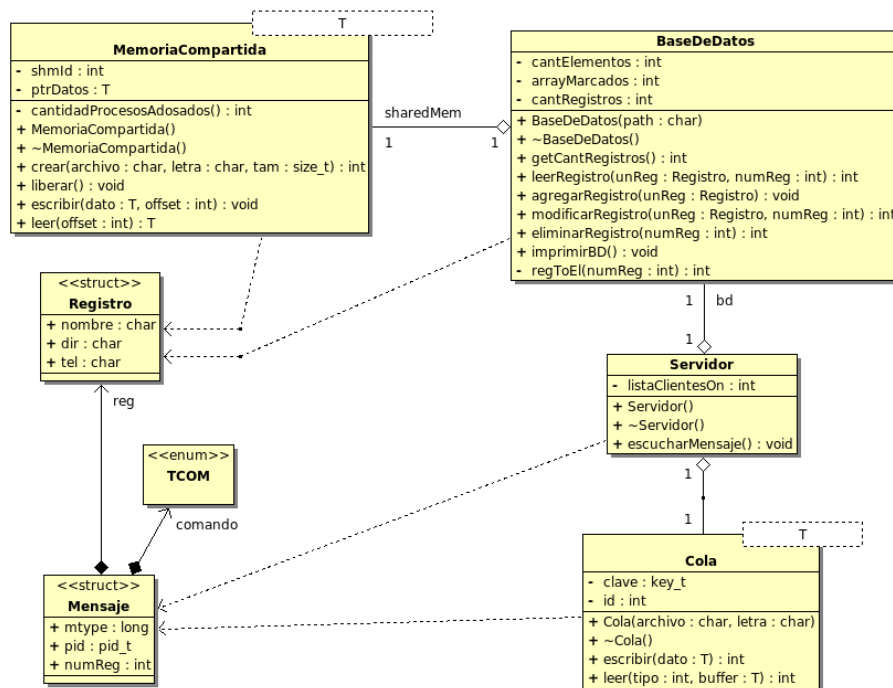 T
MemoriaCompartida
- shmId : int
- ptrDatos : T
- cantidadProcesosAdosados() : int
+ MemoriaCompartida()
+ ~MemoriaCompartida()
+ crear(archivo : char, letra : char, tam : size_t) : int
+ liberar() : void
+ escribir(dato : T, offset : int) : void
+ leer(offset : int) : T
sharedMem
1
1
BaseDeDatos
- cantElementos : int
- arrayMarcados : int
- cantRegistros : int
+ BaseDeDatos(path : char)
+ ~BaseDeDatos()
+ getCantRegistros() : int
+ leerRegistro(unReg : Registro, numReg : int) : int
+ agregarRegistro(unReg : Registro) : void
+ modificarRegistro(unReg : Registro, numReg : int) : int
+ eliminarRegistro(numReg : int) : int
+ imprimirBD() : void
- regToEl(numReg : int) : int
<<struct>>
Registro
+ nombre : char
+ dir : char
+ tel : char
1
bd
1
Servidor
- listaClientesOn : int
+ Servidor()
+ ~Servidor()
+ escucharMensaje() : void
reg
<<enum>>
TCOM
comando
1
1
T
Cola
- clave : key_t
- id : int
+ Cola(archivo : char, letra : char)
+ ~Cola()
+ escribir(dato : T) : int
+ leer(tipo : int, buffer : T) : int
<<struct>>
Mensaje
+ mtype : long
+ pid : pid_t
+ numReg : int